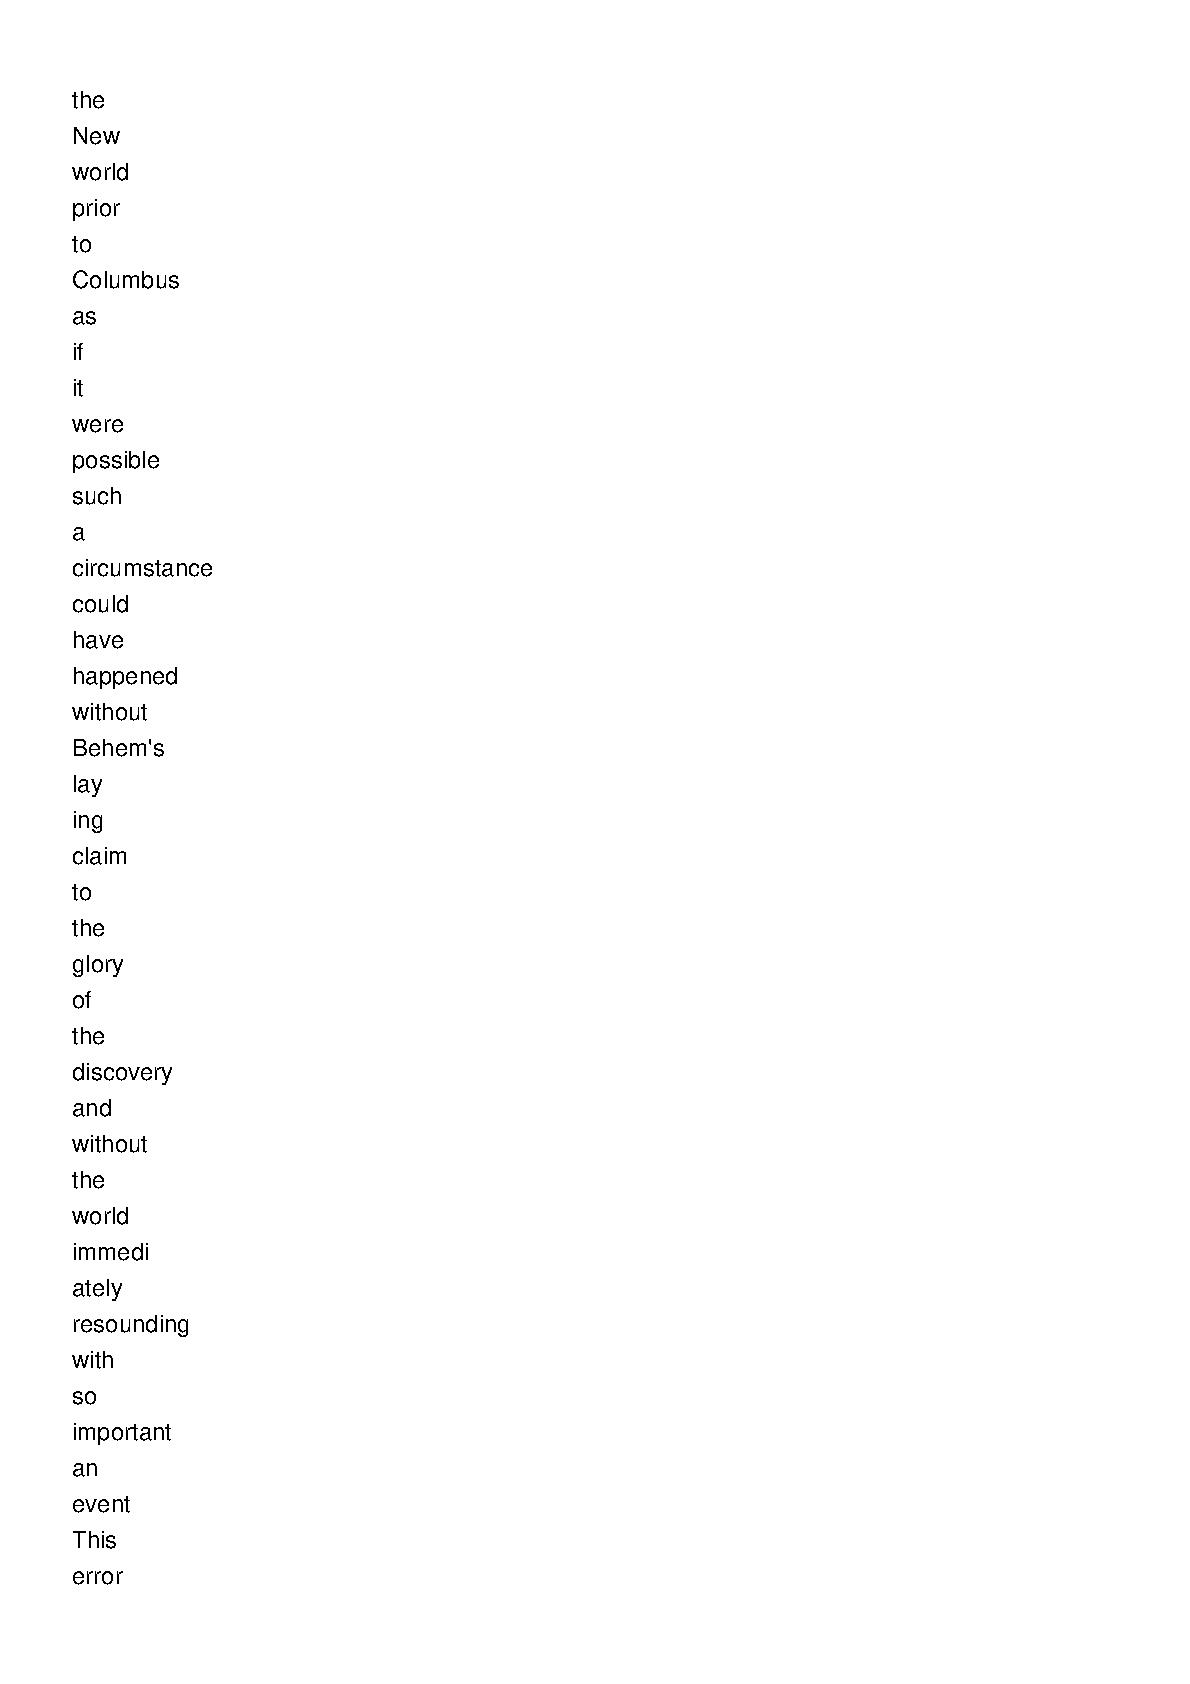 the
New
world
prior
to
Columbus
as
if
it
were
possible
such
a
circumstance
could
have
happened
without
Behem's
lay
ing
claim
to
the
glory
of
the
discovery
and
without
the
world
immedi
ately
resounding
with
so
important
an
event
This
error